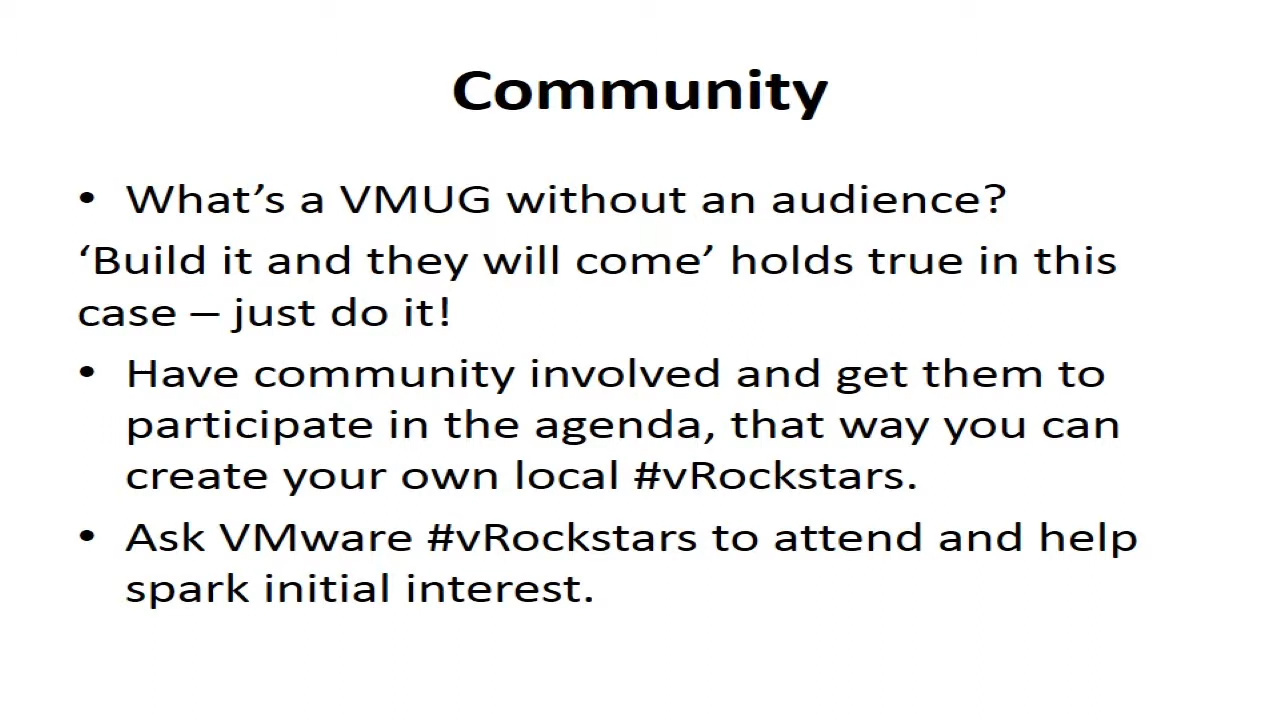 Community
• What’s a VMUG without an audience?
‘Build it and they will come’ holds true in this
case – just do it!
• Have community involved and get them to
participate in the agenda, that way you can
create your own local #vRockstars.
• Ask VMware #vRockstars to attend and help
spark initial interest.